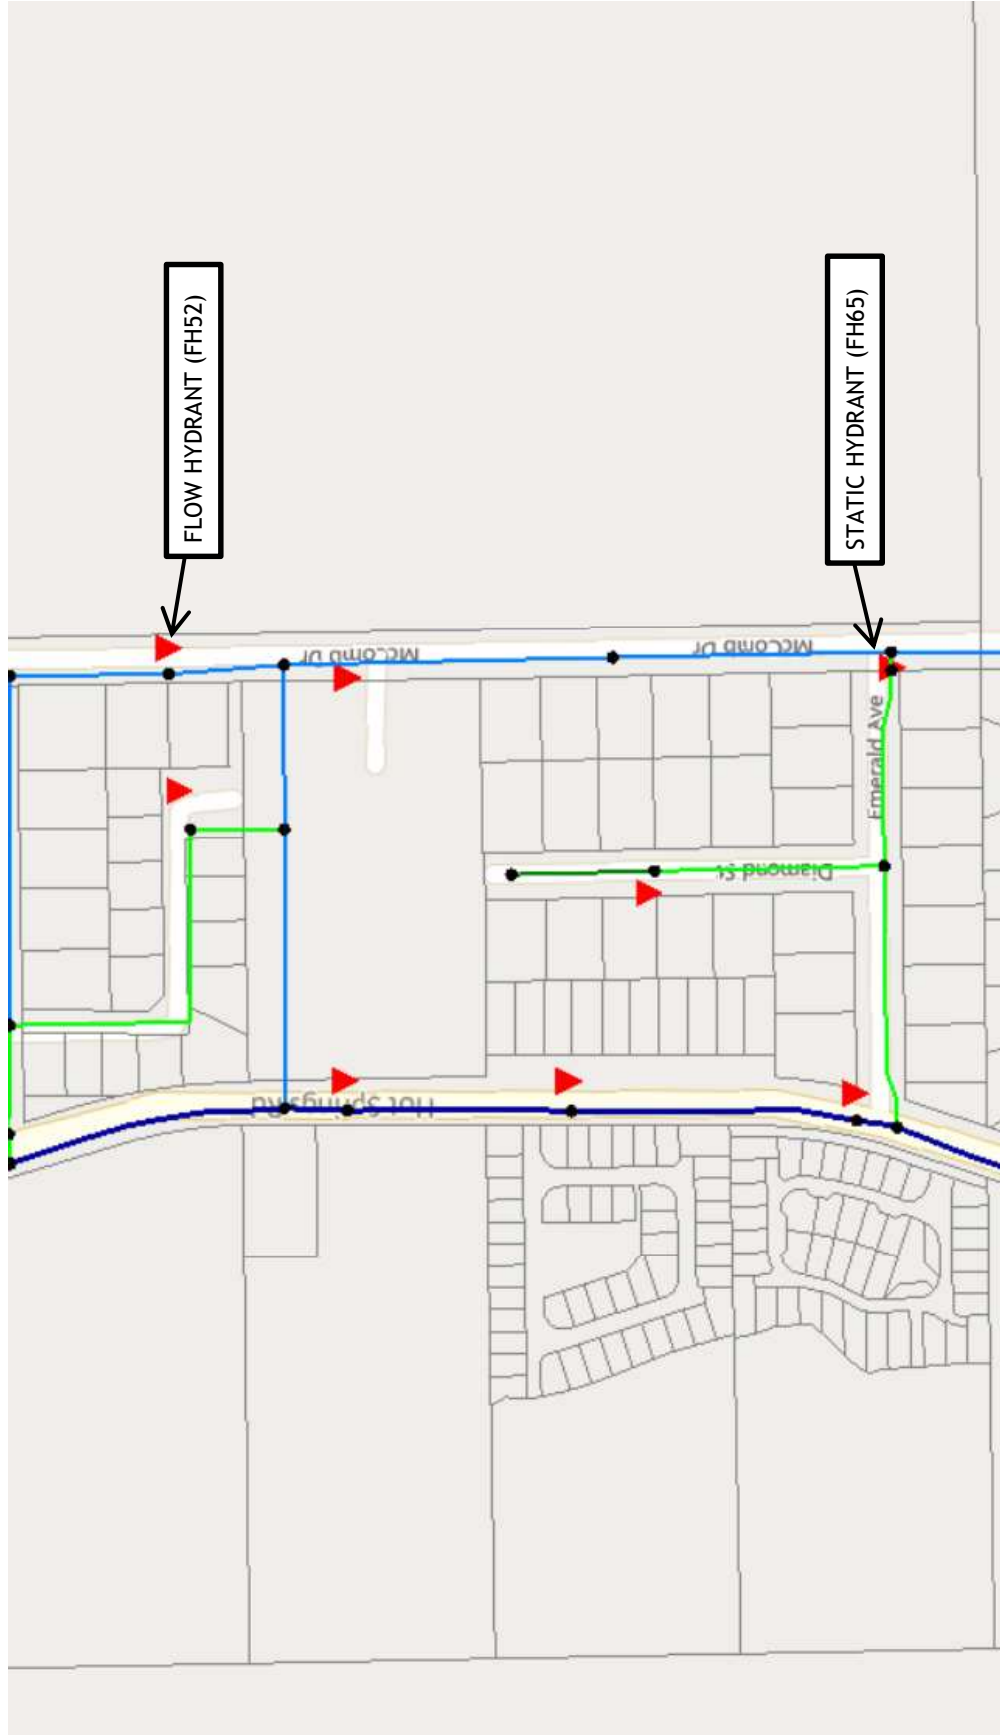 FLOW HYDRANT (FH52)
STATIC HYDRANT (FH65)
McComb Dr
McComb Dr
Emerald Ave
Diamond St
Hot Springs Rd